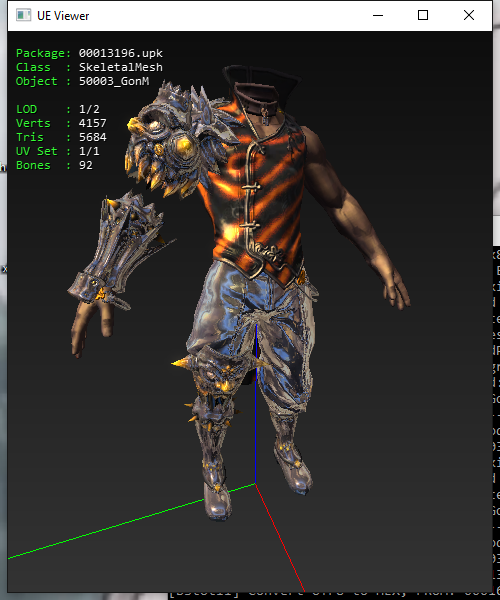 UE Viewer
Package: 00013196.upk
Class : SkeletalMesh
Object : 50003_GonM
LOD : 1/2
Verts : 4157
Tris : 5684
UV Set : 1/1
Bones : 92